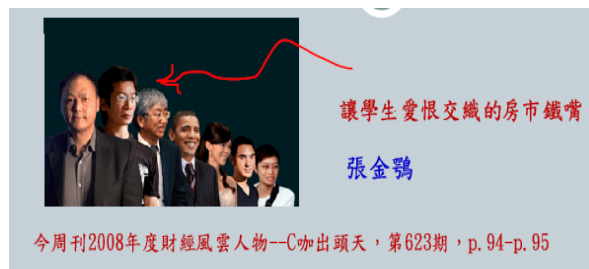 讓學生愛恨交織的房市鐵嘴
張金鶚
今周刊2008年度財經風雲人物--C咖出頭天，第623期，p.94-p.95